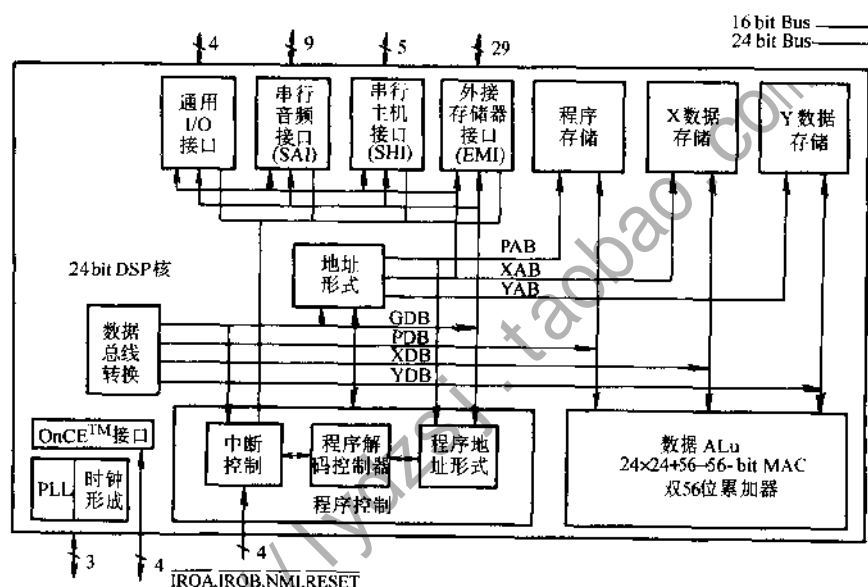 16 bit Bus
24 bit Bus
4
9
5
29
通用
I/O
接口
串行
音频
接口
(SAI)
串行
主机
接口
(SHI)
外接
存储器
接口
(EMI)
程序
存储
X数据
存储
Y数据
存储
24bit DSP核
地址
形式
PAB
XAB
YAB
数据
总线
转换
GDB
PDB
XDB
YDB
OnCE™接口
PLL
时钟
形成
中断
控制
程序解
码控制器
程序地
址形式
程序控制
数据 ALu
24×24+56–56- bit MAC
双56位累加器
3
4
4
IROA.IROB.NMI.RESET
/lydzsj.taobao.com